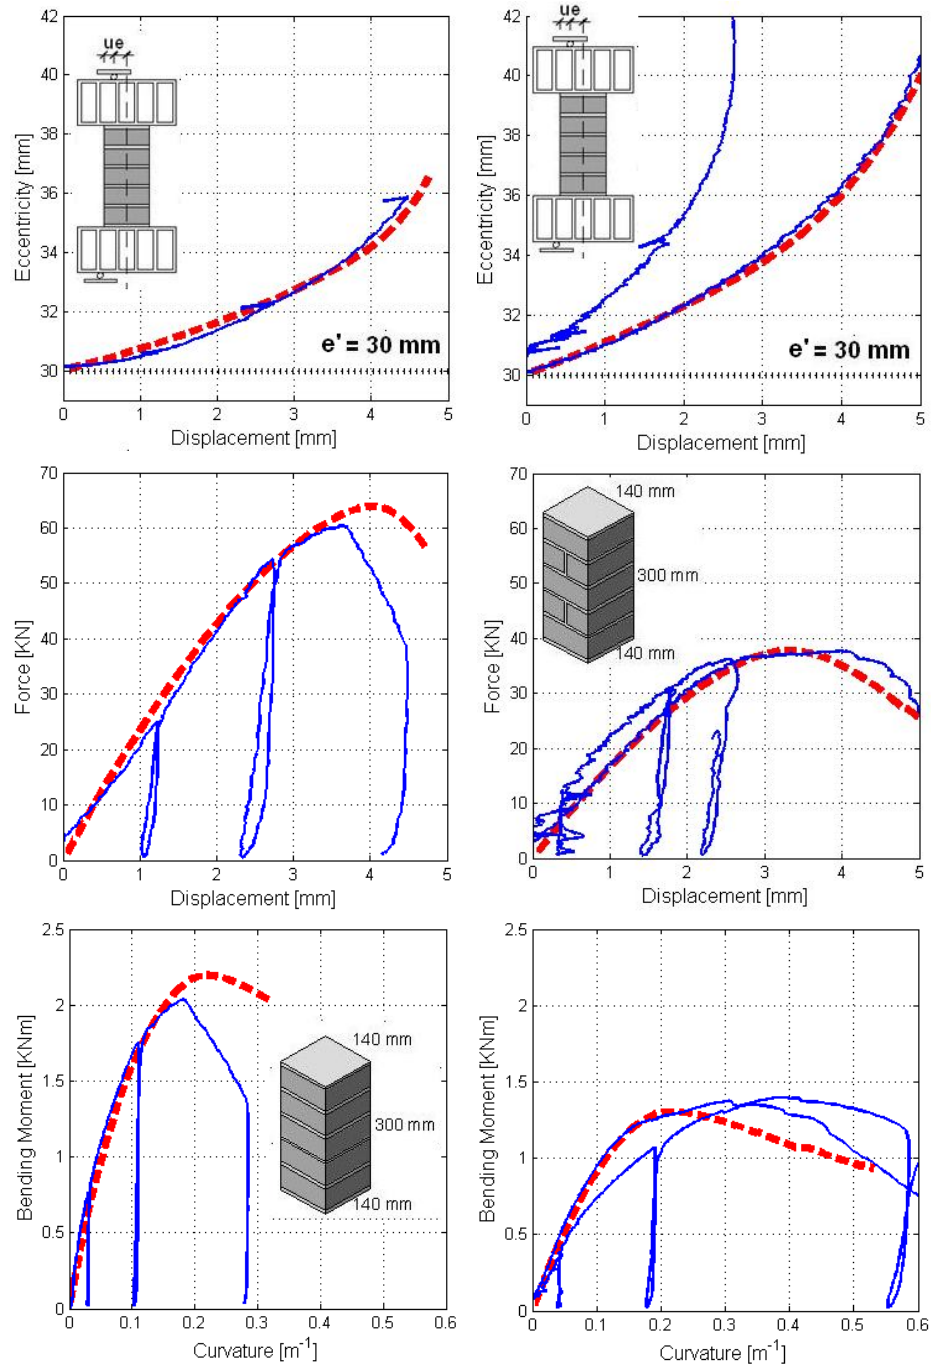 ue
42
40
38
36
34
32
30
Eccentricity [mm]
e' = 30 mm
0 1 2 3 4 5
Displacement [mm]
ue
42
40
38
36
34
32
30
Eccentricity [mm]
e' = 30 mm
0 1 2 3 4 5
Displacement [mm]
70
60
50
40
30
20
10
0
Force [KN]
0 1 2 3 4 5
Displacement [mm]
70
60
50
40
30
20
10
0
Force [KN]
140 mm
300 mm
140 mm
0 1 2 3 4 5
Displacement [mm]
2.5
2
1.5
1
0.5
0
Bending Moment [KNm]
140 mm
300 mm
140 mm
0 0.1 0.2 0.3 0.4 0.5 0.6
Curvature [m⁻¹]
2.5
2
1.5
1
0.5
0
Bending Moment [KNm]
0 0.1 0.2 0.3 0.4 0.5 0.6
Curvature [m⁻¹]